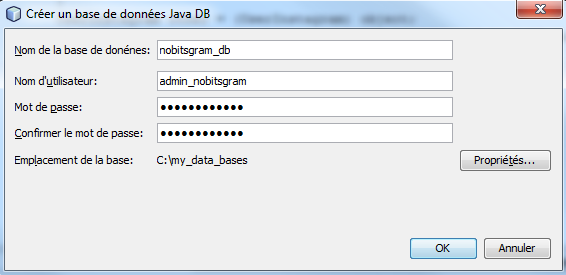 Créer un base de données Java DB
Nom de la base de donénes: nobitsgram_db
Nom d'utilisateur: admin_nobitsgram
Mot de passe: ●●●●●●●●●●●●
Confirmer le mot de passe: ●●●●●●●●●●●●
Emplacement de la base: C:\my_data_bases Propriétés...
OK Annuler